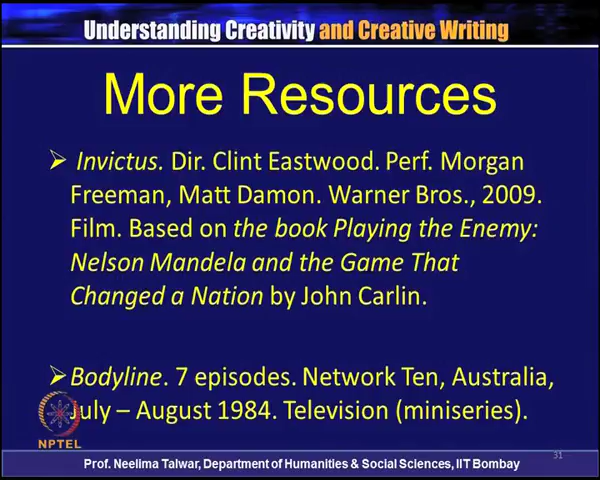 Understanding Creativity and Creative Writing
More Resources
➢ Invictus. Dir. Clint Eastwood. Perf. Morgan
Freeman, Matt Damon. Warner Bros., 2009.
Film. Based on the book Playing the Enemy:
Nelson Mandela and the Game That
Changed a Nation by John Carlin.
➢ Bodyline. 7 episodes. Network Ten, Australia,
July – August 1984. Television (miniseries).
NPTEL
31
Prof. Neelima Talwar, Department of Humanities & Social Sciences, IIT Bombay